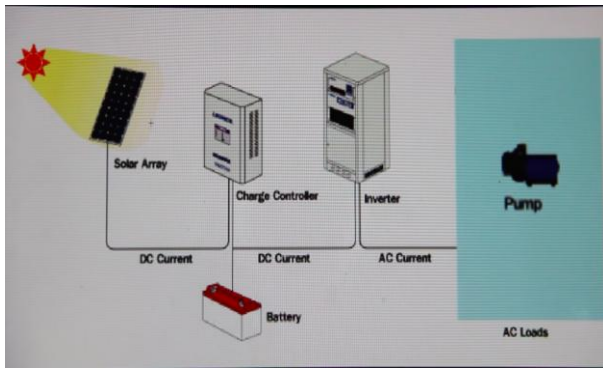 Solar Array
Charge Controller
Inverter
Pump
DC Current
DC Current
AC Current
Battery
AC Loads